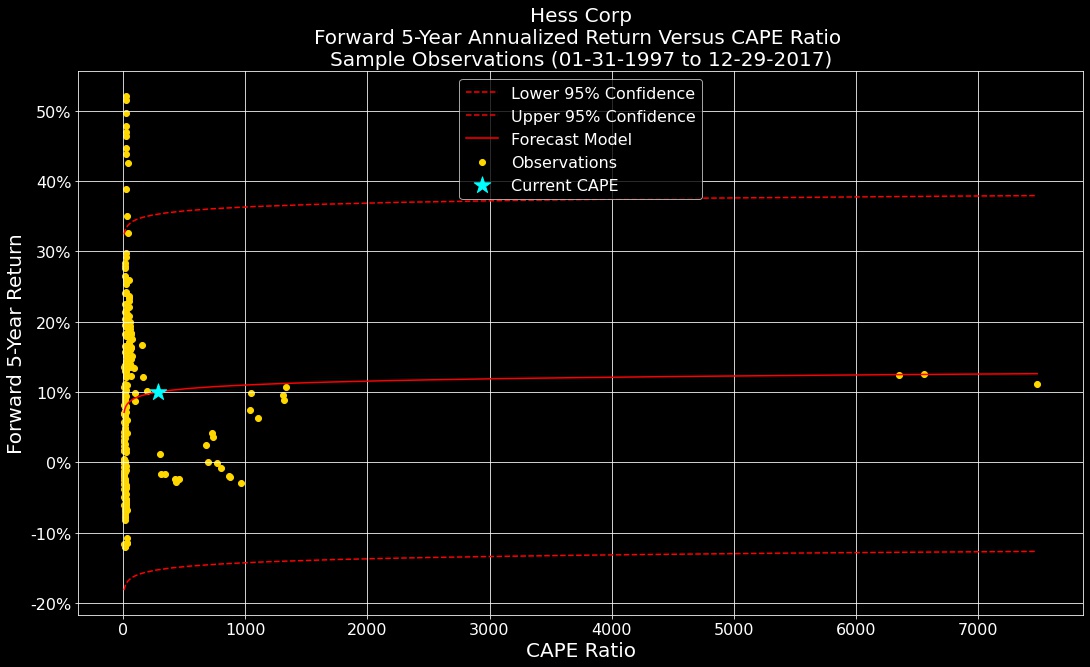 Hess Corp
Forward 5-Year Annualized Return Versus CAPE Ratio
Sample Observations (01-31-1997 to 12-29-2017)
Lower 95% Confidence
Upper 95% Confidence
Forecast Model
Observations
Current CAPE
Forward 5-Year Return
50%
40%
30%
20%
10%
0%
-10%
-20%
0 1000 2000 3000 4000 5000 6000 7000
CAPE Ratio